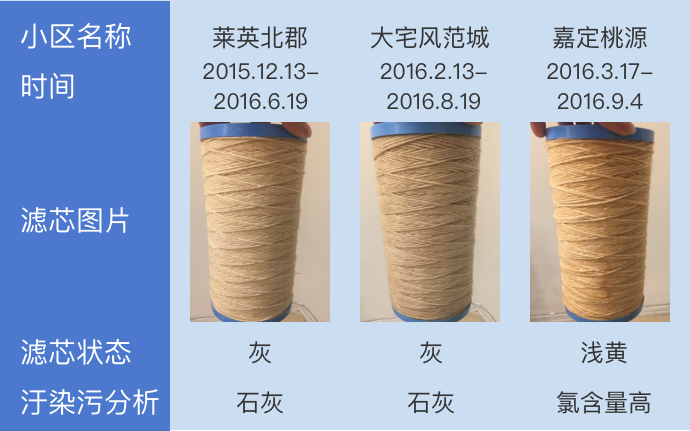 小区名称 莱英北郡 大宅风范城 嘉定桃源
时间 2015.12.13– 2016.2.13– 2016.3.17–
2016.6.19 2016.8.19 2016.9.4
滤芯图片
滤芯状态 灰 灰 浅黄
汙染污分析 石灰 石灰 氯含量高